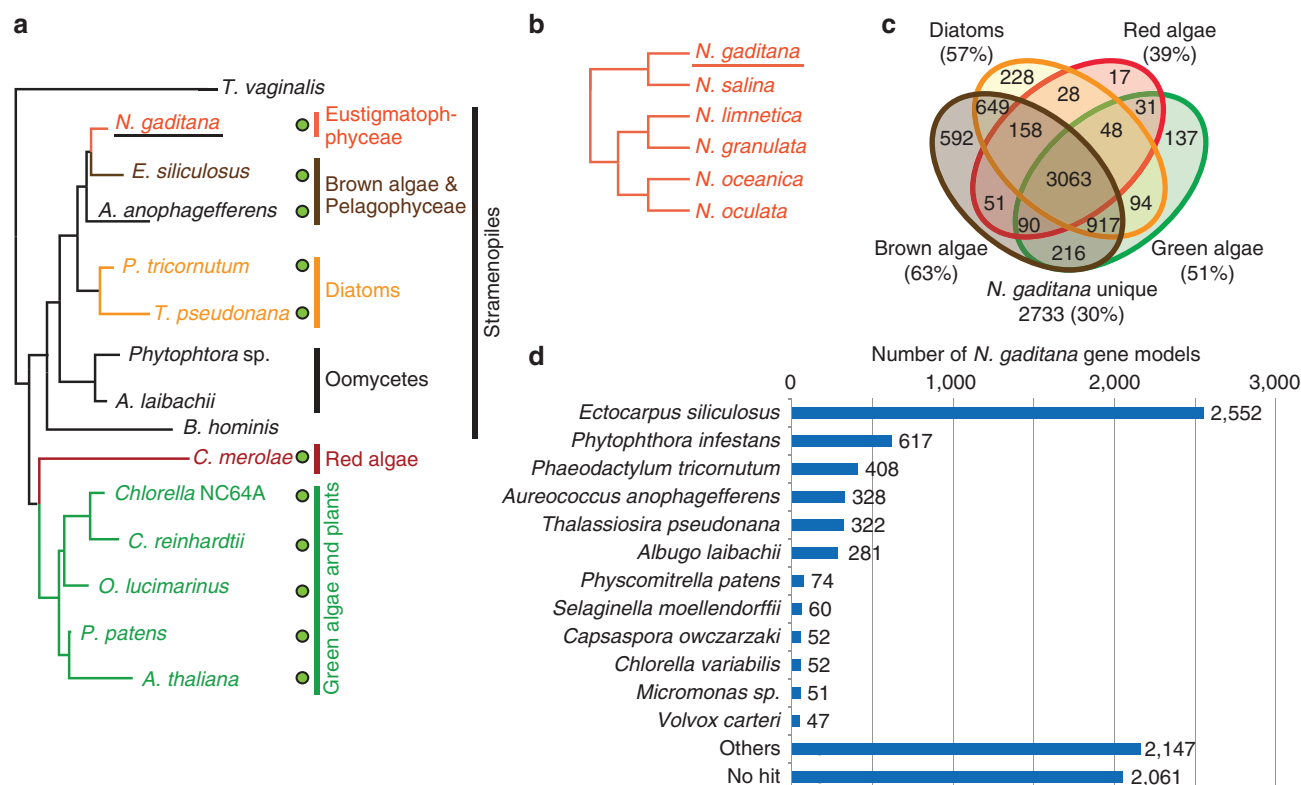 a
T. vaginalis
N. gaditana
Eustigmatoph-
phyceae
E. siliculosus
Brown algae &
Pelagophyceae
A. anophagefferens
P. tricornutum
Diatoms
T. pseudonana
Phytophtora sp.
Oomycetes
A. laibachii
B. hominis
Stramenopiles
C. merolae
Red algae
Chlorella NC64A
C. reinhardtii
O. lucimarinus
P. patens
A. thaliana
Green algae and plants
b
N. gaditana
N. salina
N. limnetica
N. granulata
N. oceanica
N. oculata
c
Diatoms
(57%)
Red algae
(39%)
228
17
28
649
31
592
158
48
137
3063
51
94
90
917
216
Brown algae
(63%)
Green algae
(51%)
N. gaditana unique
2733 (30%)
d
Number of N. gaditana gene models
0 1,000 2,000 3,000
Ectocarpus siliculosus 2,552
Phytophthora infestans 617
Phaeodactylum tricornutum 408
Aureococcus anophagefferens 328
Thalassiosira pseudonana 322
Albugo laibachii 281
Physcomitrella patens 74
Selaginella moellendorffii 60
Capsaspora owczarzaki 52
Chlorella variabilis 52
Micromonas sp. 51
Volvox carteri 47
Others 2,147
No hit 2,061